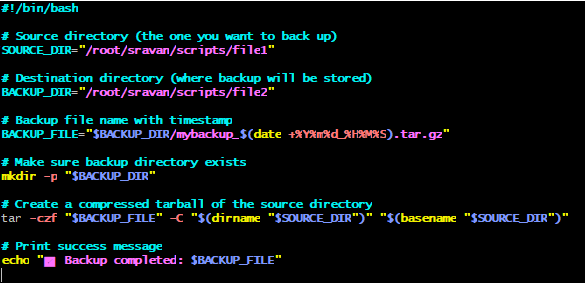 #!/bin/bash
# Source directory (the one you want to back up)
SOURCE_DIR="/root/sravan/scripts/file1"
# Destination directory (where backup will be stored)
BACKUP_DIR="/root/sravan/scripts/file2"
# Backup file name with timestamp
BACKUP_FILE="$BACKUP_DIR/mybackup_$(date +%Y%m%d_%H%M%S).tar.gz"
# Make sure backup directory exists
mkdir -p "$BACKUP_DIR"
# Create a compressed tarball of the source directory
tar -czf "$BACKUP_FILE" -C "$(dirname "$SOURCE_DIR")" "$(basename "$SOURCE_DIR")"
# Print success message
echo " Backup completed: $BACKUP_FILE"